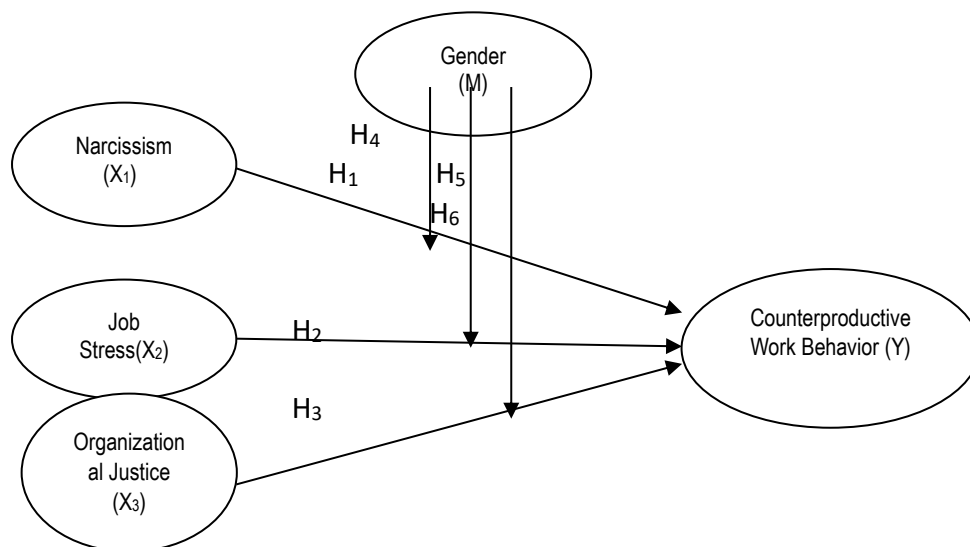 Gender
(M)
H4
Narcissism
(X1)
H1
H5
H6
Job
Stress(X2)
H2
Counterproductive
Work Behavior (Y)
H3
Organization
al Justice
(X3)